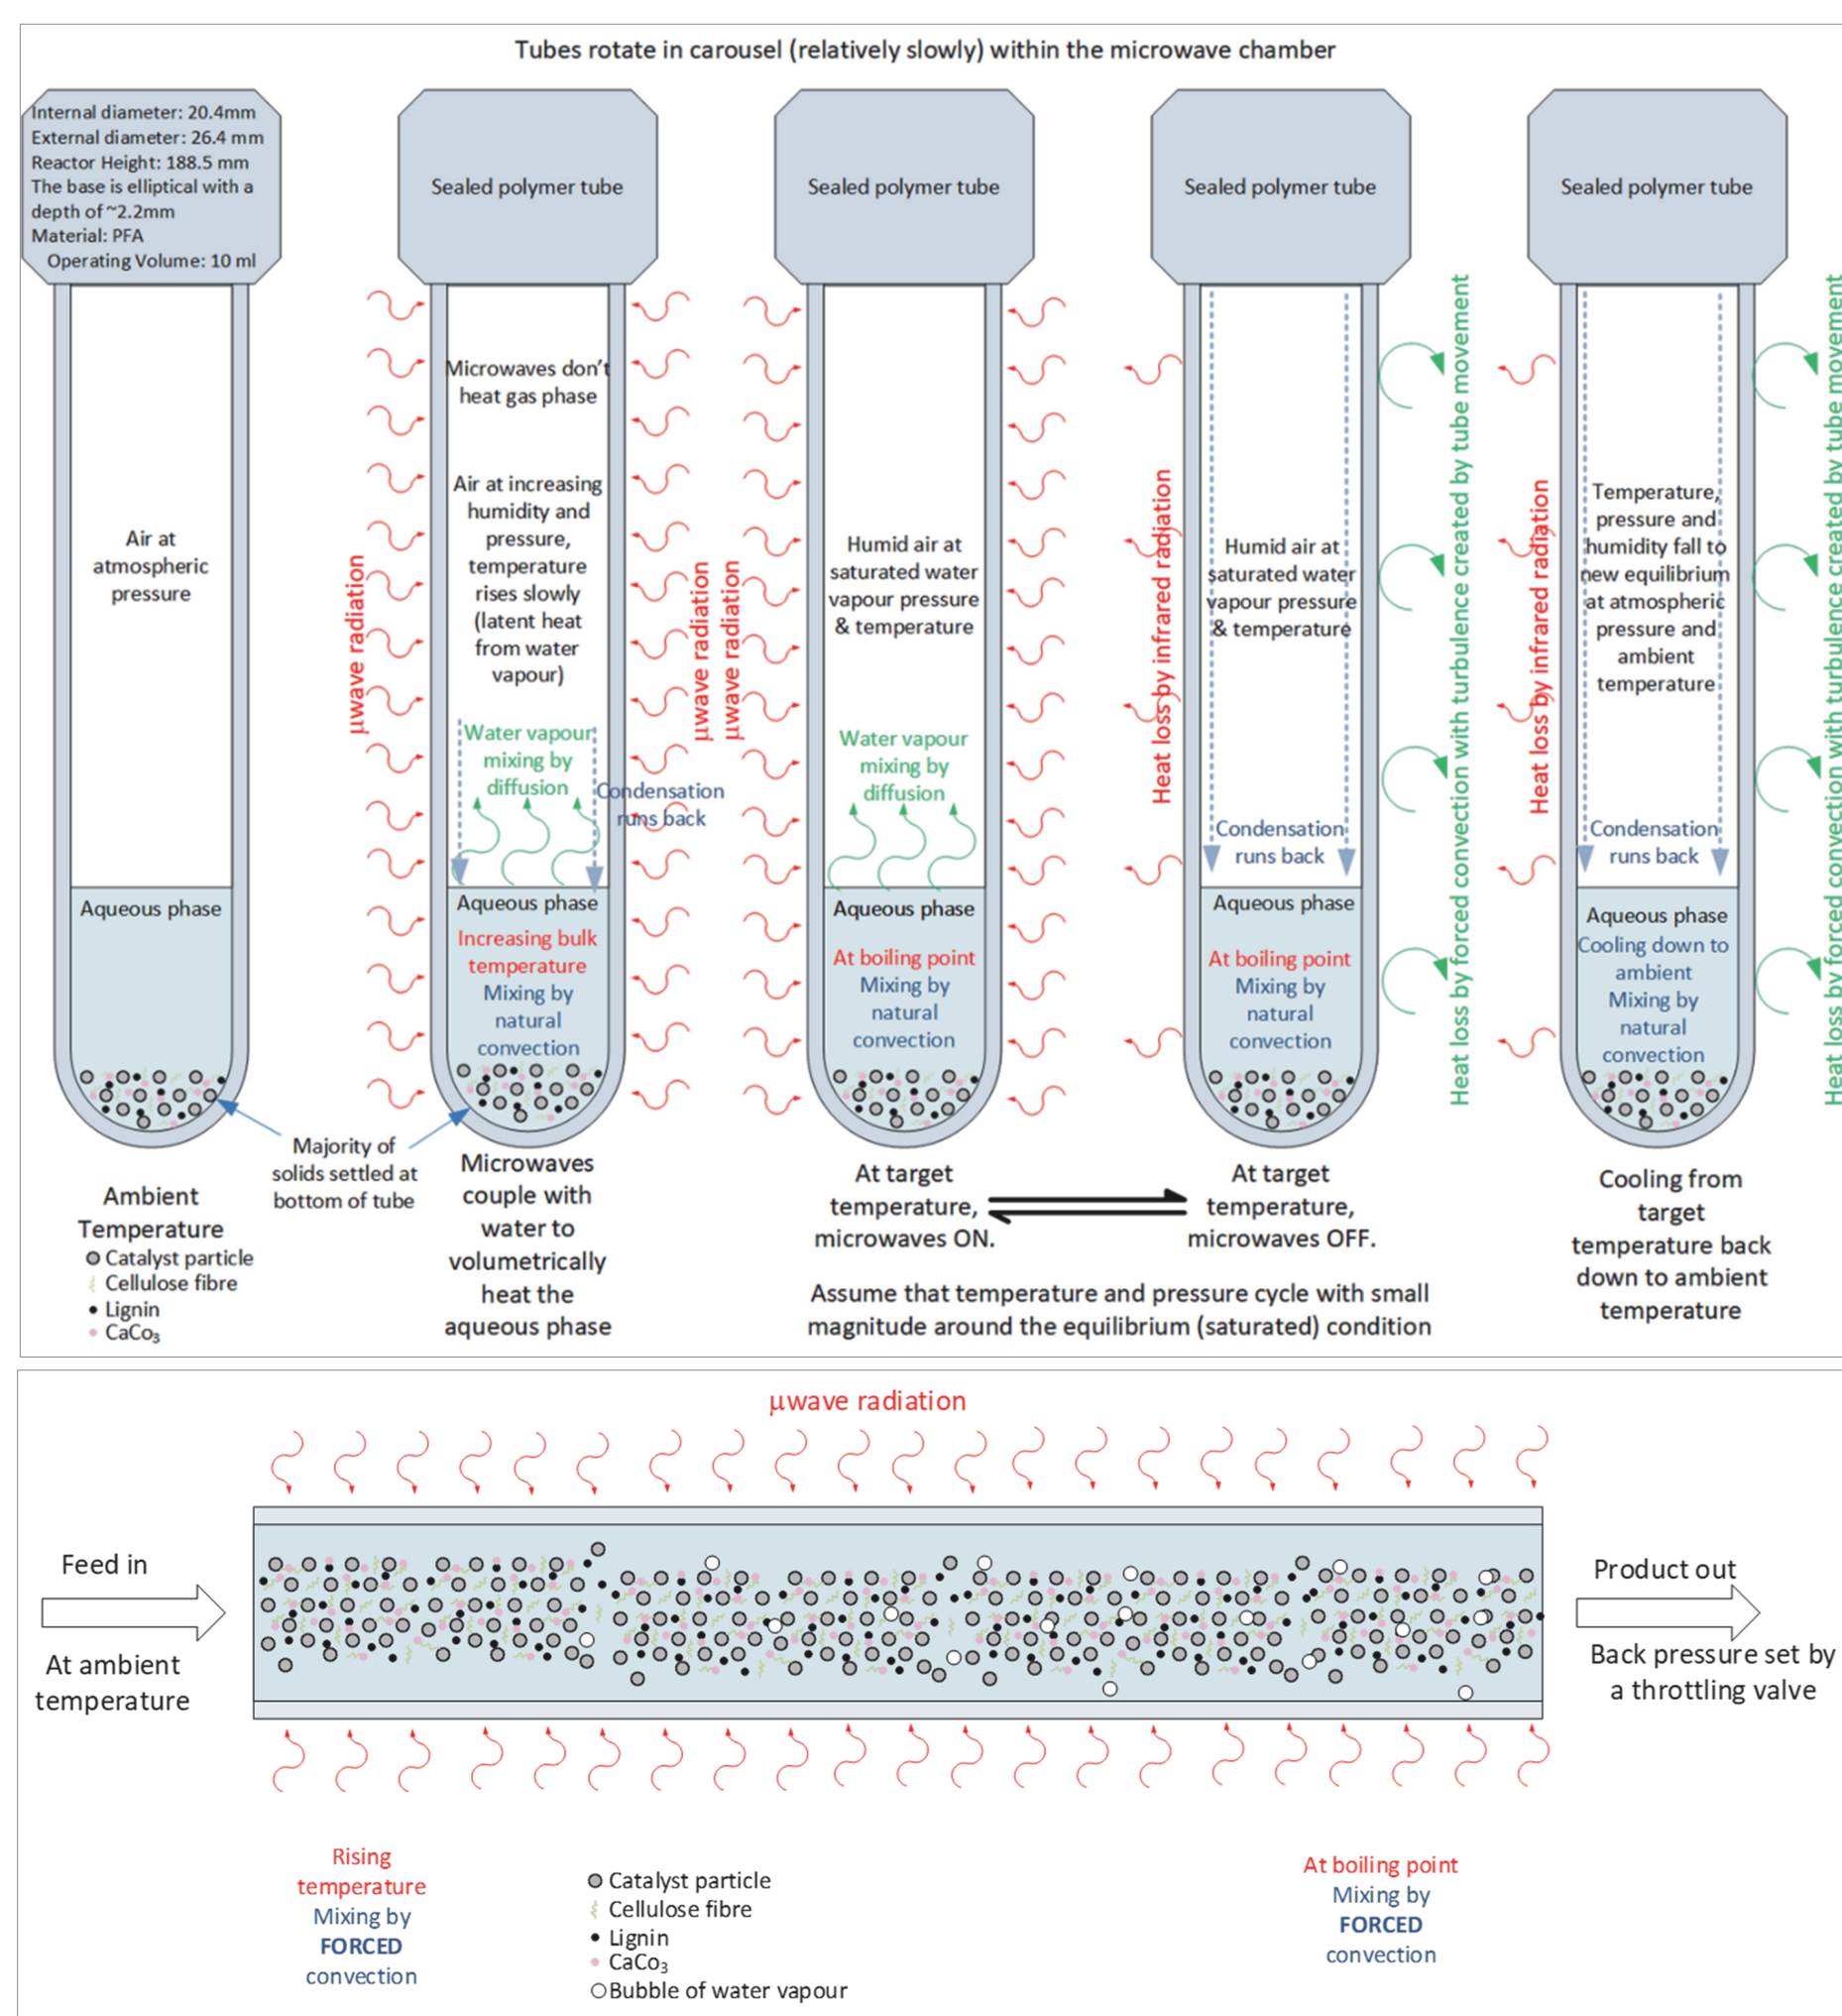 Tubes rotate in carousel (relatively slowly) within the microwave chamber
Internal diameter: 20.4mm
External diameter: 26.4 mm
Reactor Height: 188.5 mm
The base is elliptical with a
depth of ~2.2mm
Material: PFA
Operating Volume: 10 ml
Air at
atmospheric
pressure
Aqueous phase
Majority of
solids settled at
bottom of tube
Ambient
Temperature
Catalyst particle
Cellulose fibre
Lignin
CaCo₃
Sealed polymer tube
µwave radiation
Microwaves don't
heat gas phase
Air at increasing
humidity and
pressure,
temperature
rises slowly
(latent heat
from water
vapour)
Water vapour
mixing by
diffusion
Condensation
runs back
Aqueous phase
Increasing bulk
temperature
Mixing by
natural
convection
µwave radiation
Microwaves
couple with
water to
volumetrically
heat the
aqueous phase
Sealed polymer tube
µwave radiation
Humid air at
saturated water
vapour pressure
& temperature
Water vapour
mixing by
diffusion
Aqueous phase
At boiling point
Mixing by
natural
convection
At target
temperature,
microwaves ON.
Sealed polymer tube
Heat loss by infrared radiation
Humid air at
saturated water
vapour pressure
& temperature
Condensation
runs back
Aqueous phase
At boiling point
Mixing by
natural
convection
Heat loss by forced convection with turbulence created by tube movement
At target
temperature,
microwaves OFF.
Assume that temperature and pressure cycle with small
magnitude around the equilibrium (saturated) condition
Sealed polymer tube
Heat loss by infrared radiation
Temperature,
pressure and
humidity fall to
new equilibrium
at atmospheric
pressure and
ambient
temperature
Condensation
runs back
Aqueous phase
Cooling down to
ambient
Mixing by
natural
convection
Heat loss by forced convection with turbulence created by tube movement
Cooling from
target
temperature back
down to ambient
temperature
µwave radiation
Feed in
At ambient
temperature
Product out
Back pressure set by
a throttling valve
Rising
temperature
Mixing by
FORCED
convection
Catalyst particle
Cellulose fibre
Lignin
CaCo₃
Bubble of water vapour
At boiling point
Mixing by
FORCED
convection